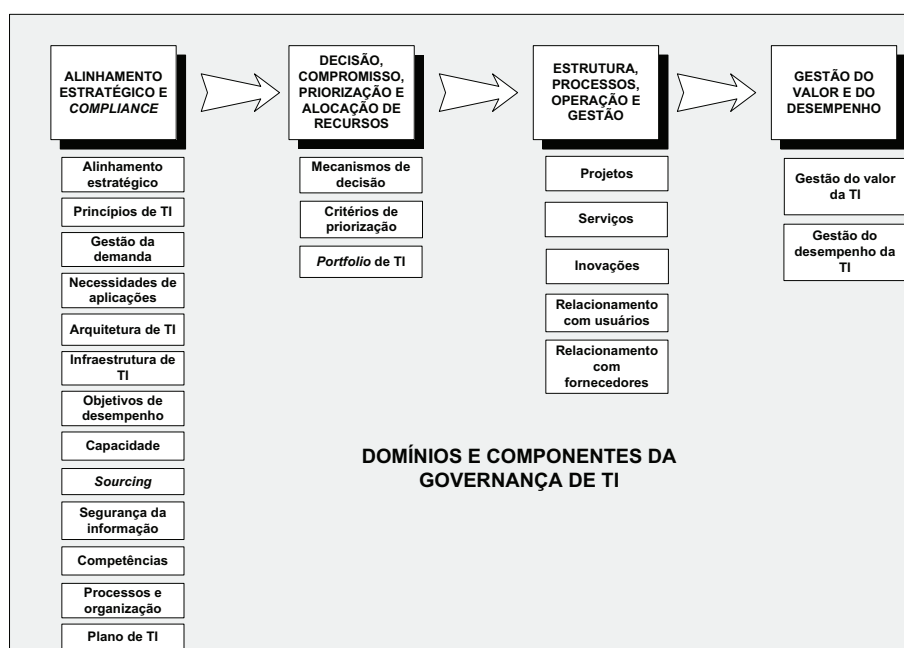 ALINHAMENTO
ESTRATÉGICO E
COMPLIANCE
Alinhamento
estratégico
Princípios de TI
Gestão da
demanda
Necessidades de
aplicações
Arquitetura de TI
Infraestrutura de
TI
Objetivos de
desempenho
Capacidade
Sourcing
Segurança da
informação
Competências
Processos e
organização
Plano de TI
DECISÃO,
COMPROMISSO,
PRIORIZAÇÃO E
ALOCAÇÃO DE
RECURSOS
Mecanismos de
decisão
Critérios de
priorização
Portfolio de TI
ESTRUTURA,
PROCESSOS,
OPERAÇÃO E
GESTÃO
Projetos
Serviços
Inovações
Relacionamento
com usuários
Relacionamento
com
fornecedores
GESTÃO DO
VALOR E DO
DESEMPENHO
Gestão do valor
da TI
Gestão do
desempenho da
TI
DOMÍNIOS E COMPONENTES DA
GOVERNANÇA DE TI